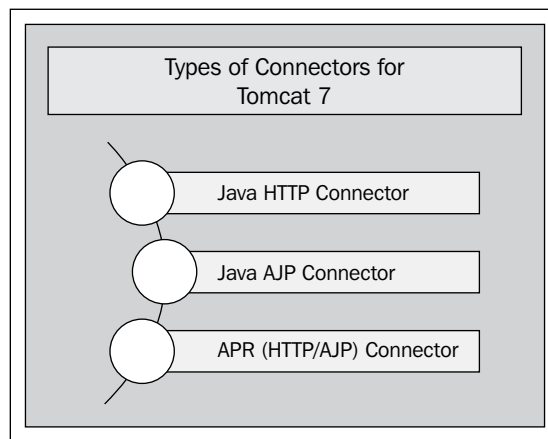 Types of Connectors for
Tomcat 7
Java HTTP Connector
Java AJP Connector
APR (HTTP/AJP) Connector